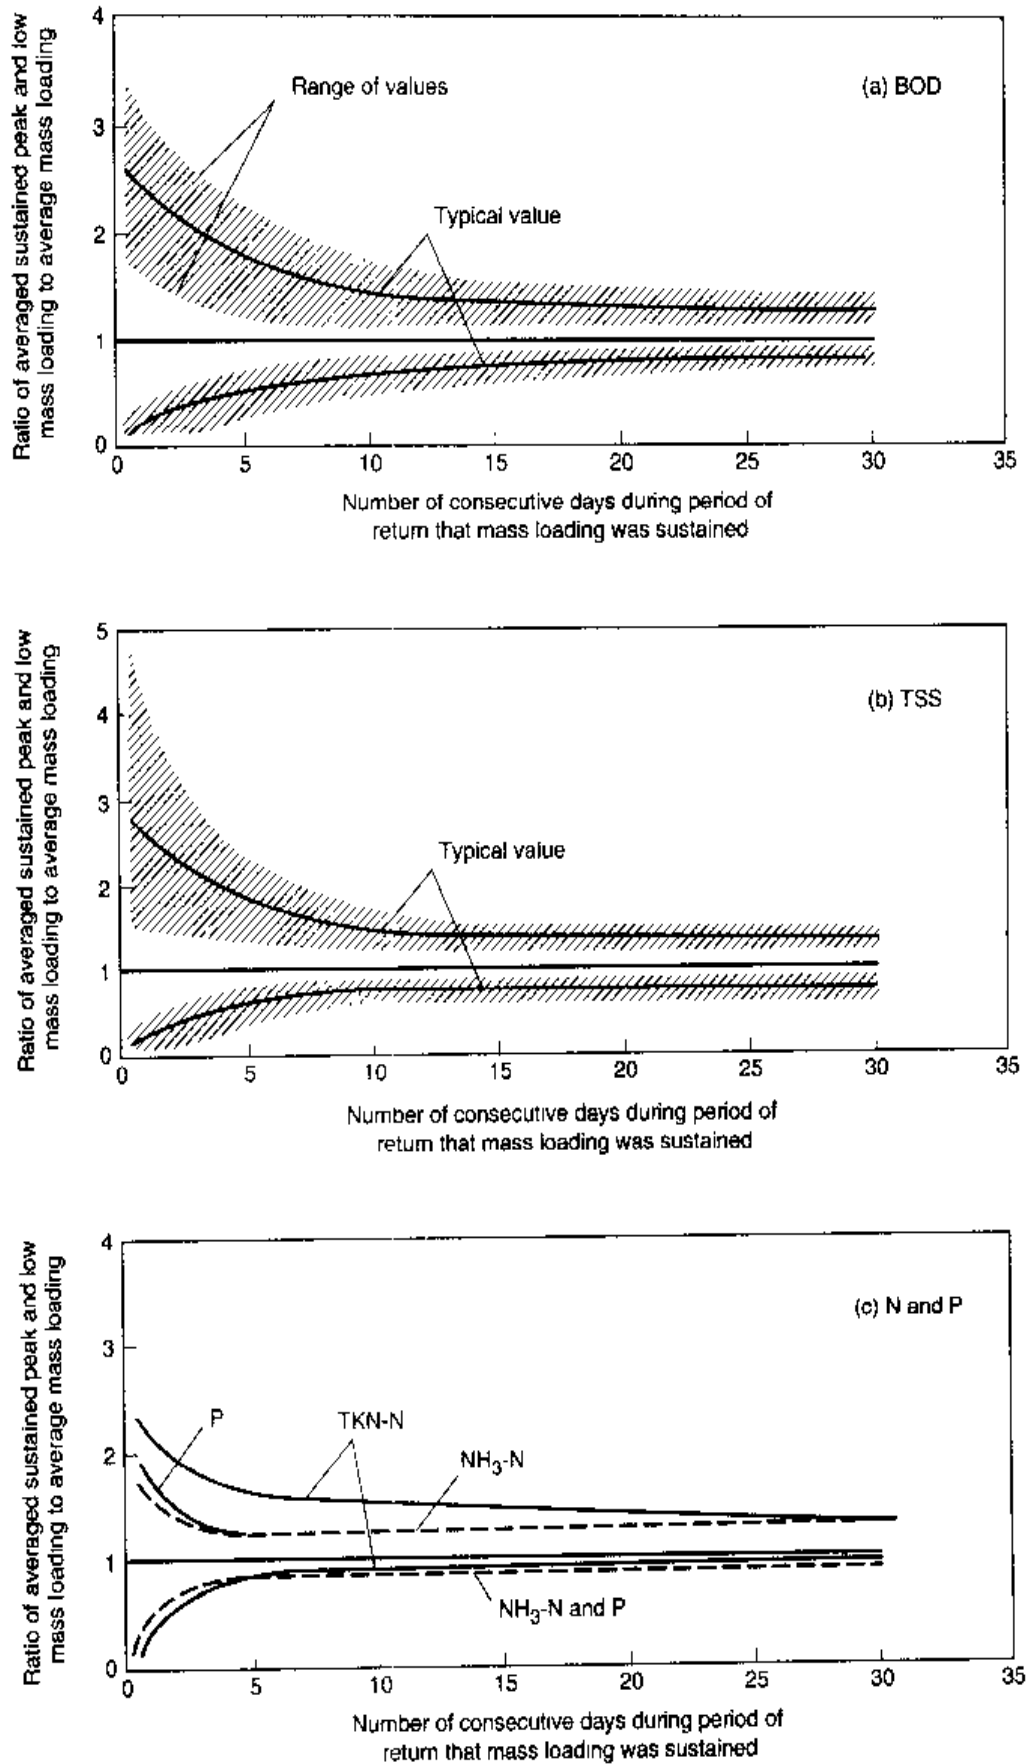 Ratio of averaged sustained peak and low
mass loading to average mass loading
4
3
2
1
0
Range of values
Typical value
(a) BOD
0 5 10 15 20 25 30 35
Number of consecutive days during period of
return that mass loading was sustained
Ratio of averaged sustained peak and low
mass loading to average mass loading
5
4
3
2
1
0
(b) TSS
Typical value
0 5 10 15 20 25 30 35
Number of consecutive days during period of
return that mass loading was sustained
Ratio of averaged sustained peak and low
mass loading to average mass loading
4
3
2
1
0
(c) N and P
P
TKN-N
NH3-N
NH3-N and P
0 5 10 15 20 25 30 35
Number of consecutive days during period of
return that mass loading was sustained